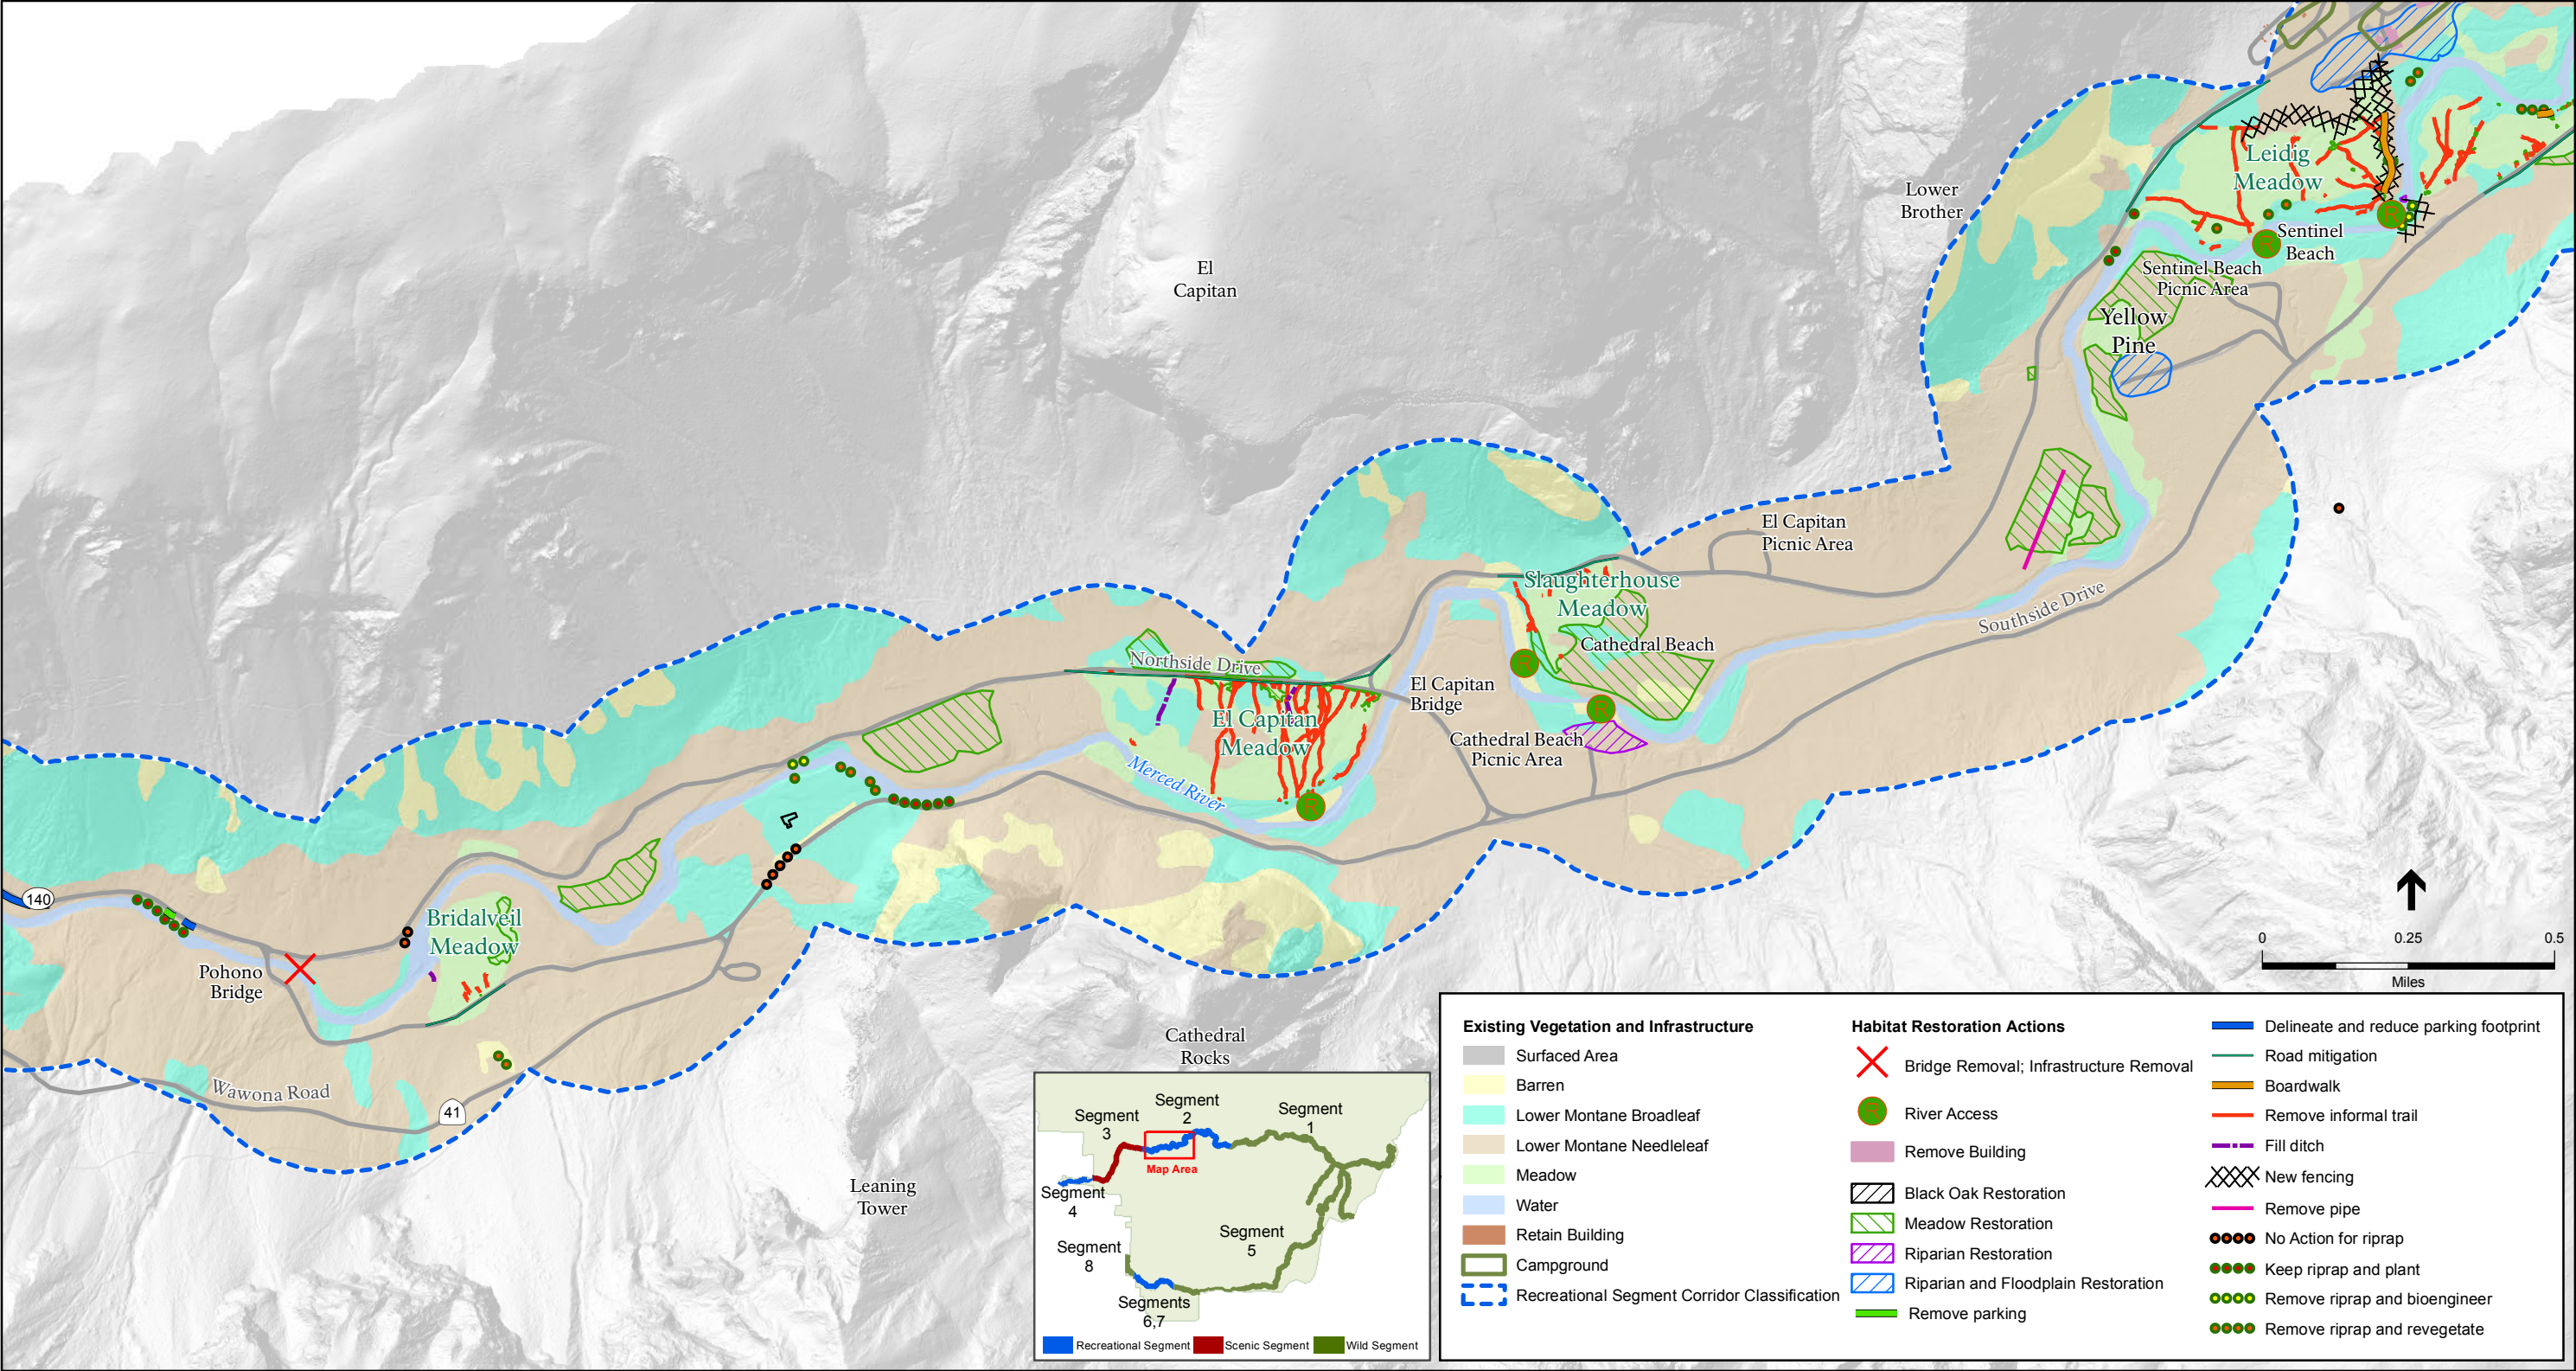 Lower
Brother
Leidig
Meadow
Sentinel
Beach
Sentinel Beach
Picnic Area
Yellow
Pine
El
Capitan
El Capitan
Picnic Area
Slaughterhouse
Meadow
Cathedral Beach
Southside Drive
Northside Drive
El Capitan
Bridge
El Capitan
Meadow
Cathedral Beach
Picnic Area
Merced River
140
Bridalveil
Meadow
Pohono
Bridge
Wawona Road
41
Cathedral
Rocks
Leaning
Tower
R
R
R
R
R
0 0.25 0.5
Miles
Segment
1
Segment
2
Segment
3
Segment
4
Segment
5
Segment
8
Segments
6,7
Map Area
Recreational Segment Scenic Segment Wild Segment
Existing Vegetation and Infrastructure
Surfaced Area
Barren
Lower Montane Broadleaf
Lower Montane Needleleaf
Meadow
Water
Retain Building
Campground
Recreational Segment Corridor Classification
Habitat Restoration Actions
Bridge Removal; Infrastructure Removal
R River Access
Remove Building
Black Oak Restoration
Meadow Restoration
Riparian Restoration
Riparian and Floodplain Restoration
Remove parking
Delineate and reduce parking footprint
Road mitigation
Boardwalk
Remove informal trail
Fill ditch
New fencing
Remove pipe
No Action for riprap
Keep riprap and plant
Remove riprap and bioengineer
Remove riprap and revegetate